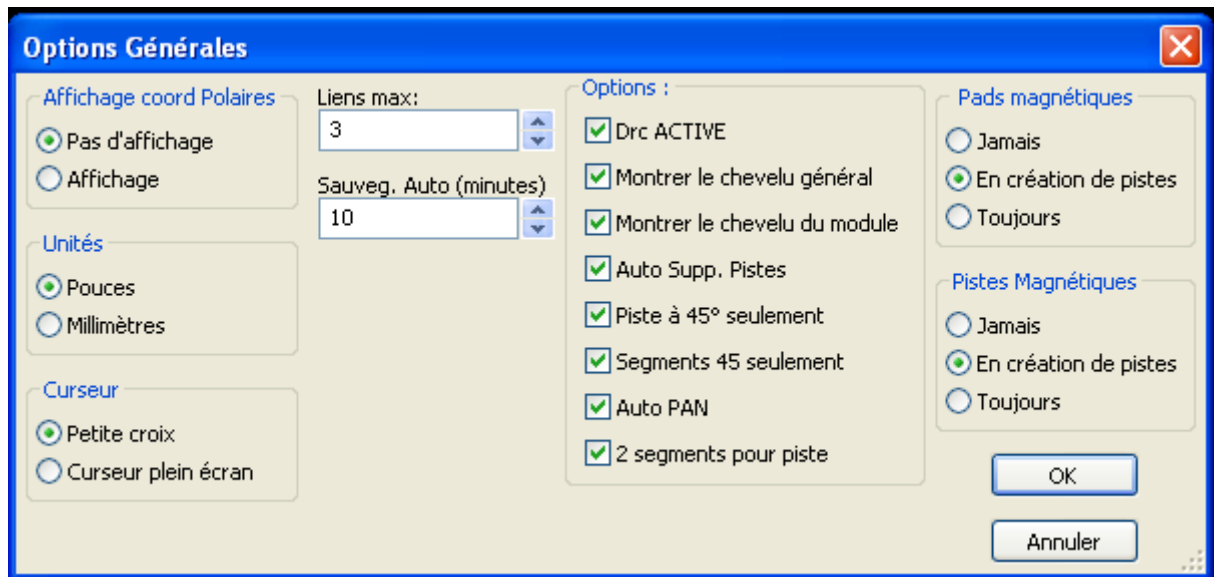 Options Générales
Affichage coord Polaires
Pas d'affichage
Affichage
Unités
Pouces
Millimètres
Curseur
Petite croix
Curseur plein écran
Liens max:
3
Sauveg. Auto (minutes)
10
Options :
Drc ACTIVE
Montrer le chevelu général
Montrer le chevelu du module
Auto Supp. Pistes
Piste à 45° seulement
Segments 45 seulement
Auto PAN
2 segments pour piste
Pads magnétiques
Jamais
En création de pistes
Toujours
Pistes Magnétiques
Jamais
En création de pistes
Toujours
OK
Annuler